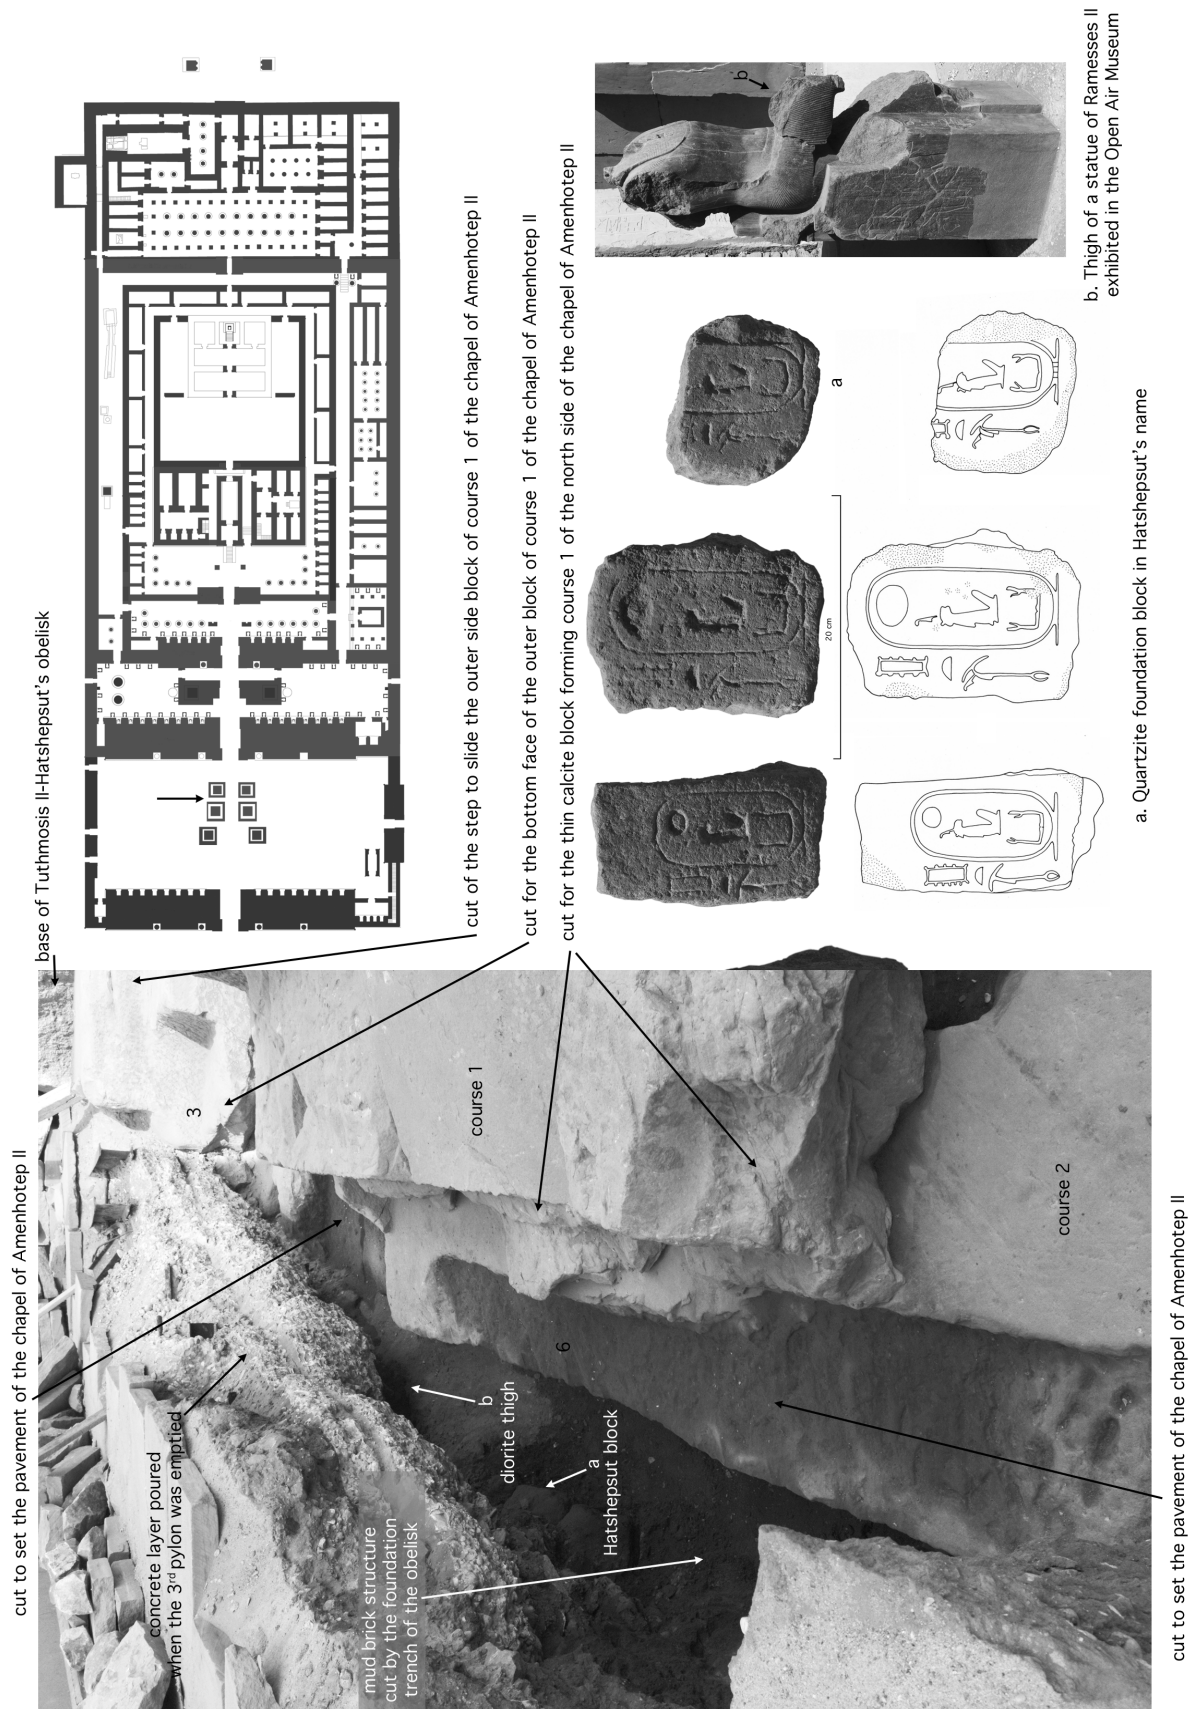 cut to set the pavement of the chapel of Amenhotep II
base of Tuthmosis II-Hatshepsut's obelisk
concrete layer poured
when the 3rd pylon was emptied
3
cut of the step to slide the outer side block of course 1 of the chapel of Amenhotep II
cut for the bottom face of the outer block of course 1 of the chapel of Amenhotep II
cut for the thin calcite block forming course 1 of the north side of the chapel of Amenhotep II
mud brick structure
cut by the foundation
trench of the obelisk
b
diorite thigh
a
Hatshepsut block
6
course 1
course 2
b
a
20 cm
b. Thigh of a statue of Ramesses II
exhibited in the Open Air Museum
a. Quartzite foundation block in Hatshepsut's name
cut to set the pavement of the chapel of Amenhotep II